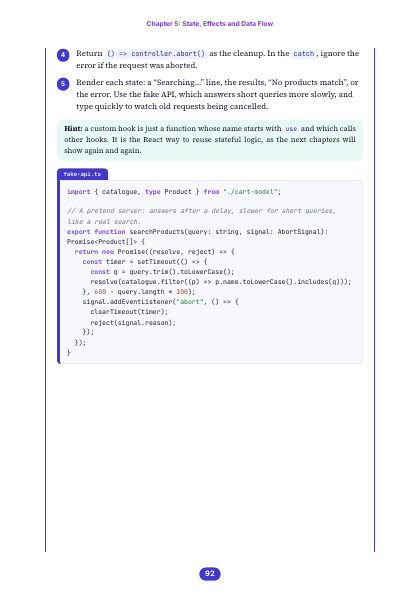 Chapter 5: State, Effects and Data Flow
4 Return () => controller.abort() as the cleanup. In the catch, ignore the
error if the request was aborted.
5 Render each state: a “Searching…” line, the results, “No products match”, or
the error. Use the fake API, which answers short queries more slowly, and
type quickly to watch old requests being cancelled.
Hint: a custom hook is just a function whose name starts with use and which calls
other hooks. It is the React way to reuse stateful logic, as the next chapters will
show again and again.
fake-api.ts
import { catalogue, type Product } from "./cart-model";
// A pretend server: answers after a delay, slower for short queries,
like a real search.
export function searchProducts(query: string, signal: AbortSignal):
Promise<Product[]> {
  return new Promise((resolve, reject) => {
    const timer = setTimeout(() => {
      const q = query.trim().toLowerCase();
      resolve(catalogue.filter((p) => p.name.toLowerCase().includes(q)));
    }, 600 - query.length * 100);
    signal.addEventListener("abort", () => {
      clearTimeout(timer);
      reject(signal.reason);
    });
  });
}
92